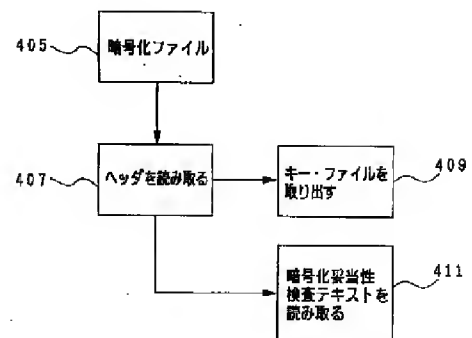 405
暗号化ファイル
407
ヘッダを読み取る
キー・ファイルを
取り出す
409
暗号化妥当性
検査テキストを
読み取る
411